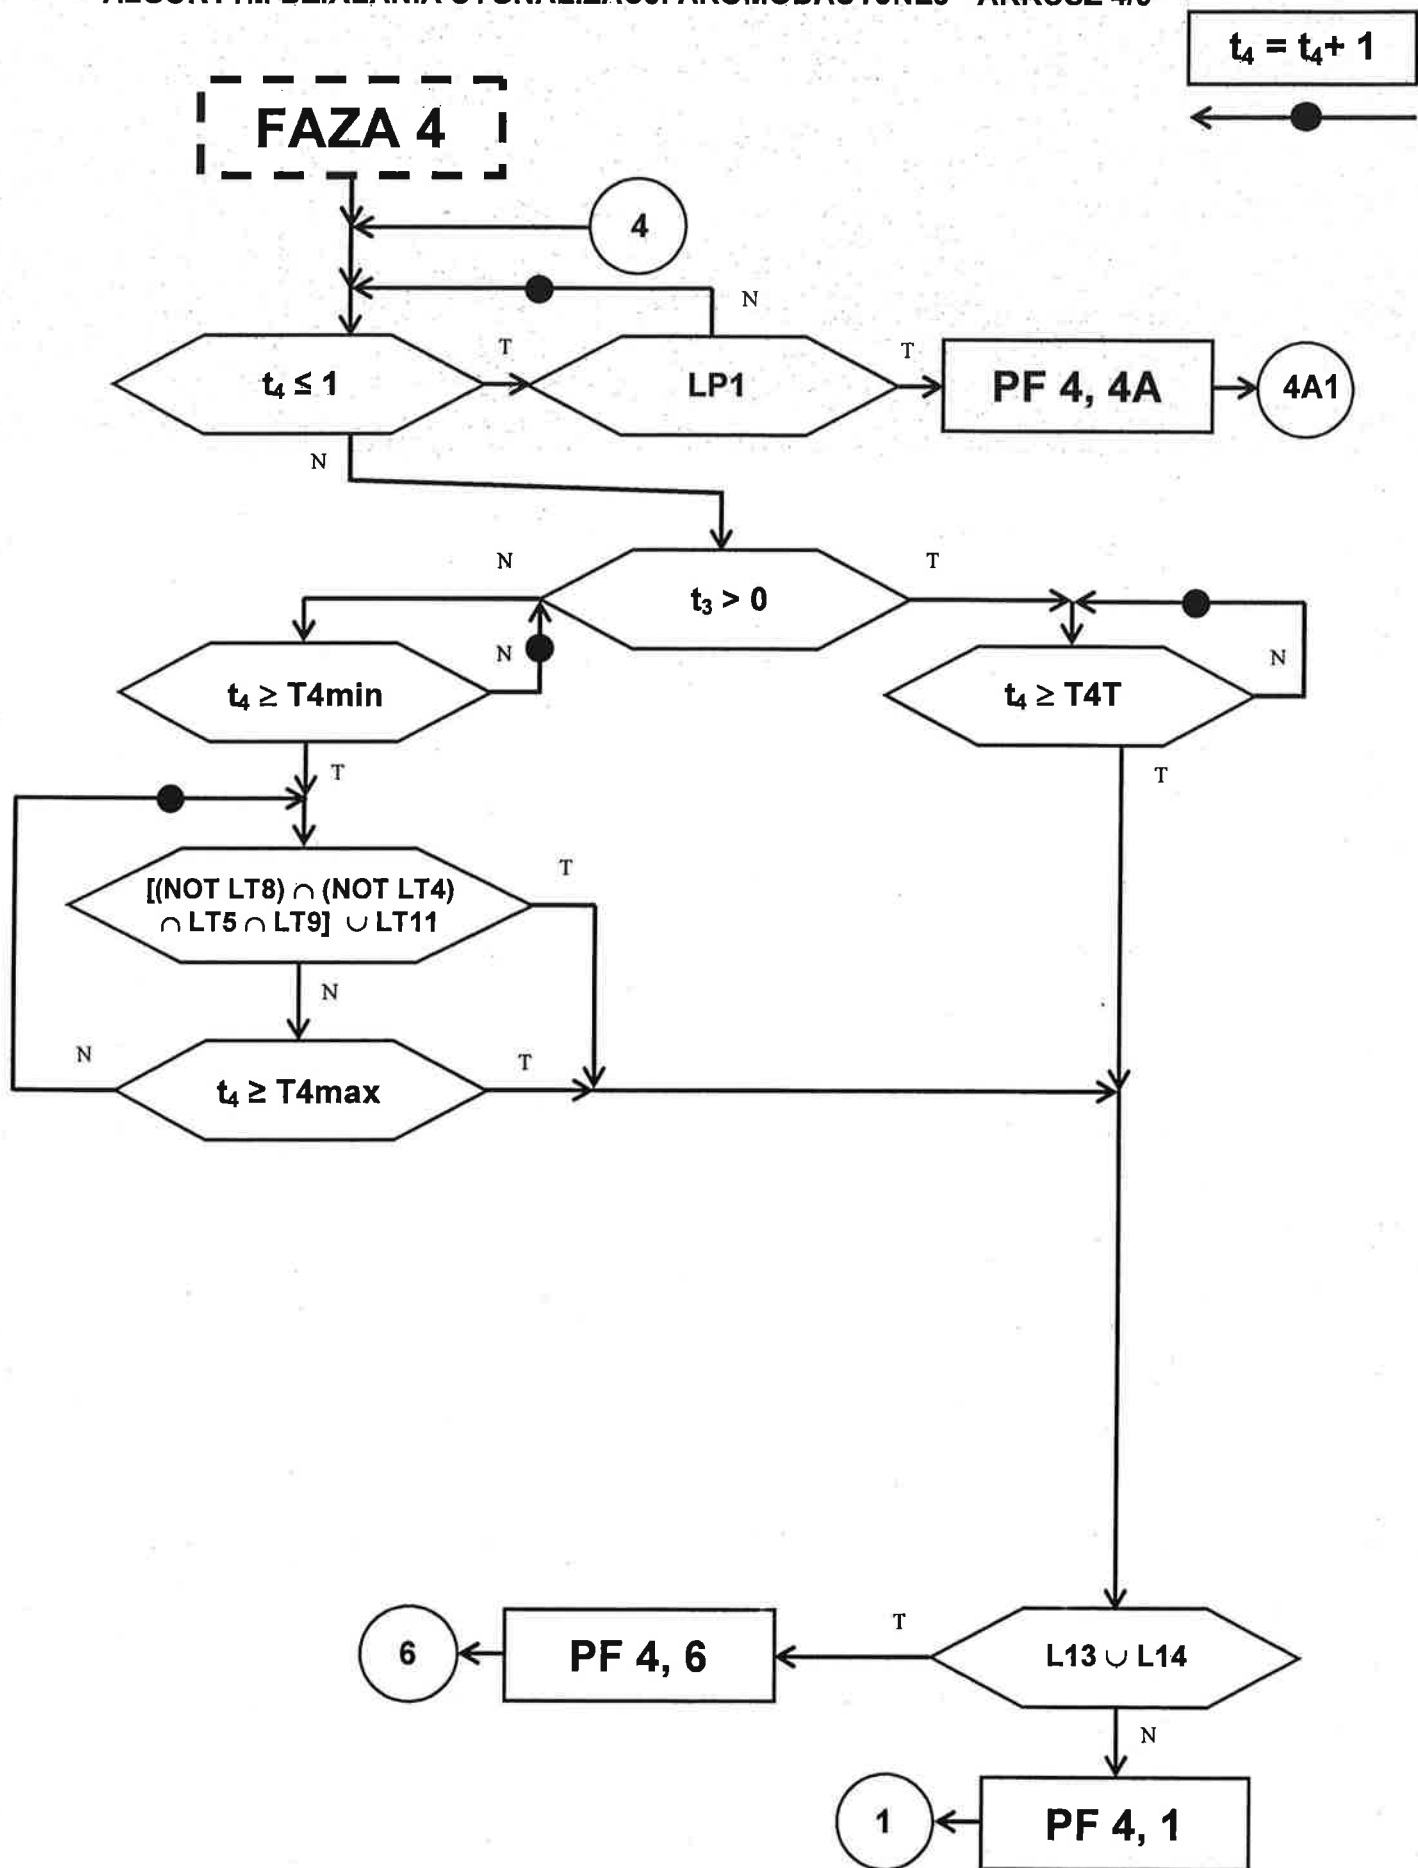 t₄ = t₄+ 1
FAZA 4
4
N
t₄ ≤ 1
T
LP1
T
PF 4, 4A
4A1
N
N
t₃ > 0
T
t₄ ≥ T4min
N
t₄ ≥ T4T
N
T
T
[(NOT LT8) ∩ (NOT LT4)
∩ LT5 ∩ LT9] ∪ LT11
T
N
N
t₄ ≥ T4max
T
6
PF 4, 6
T
L13 ∪ L14
N
1
PF 4, 1